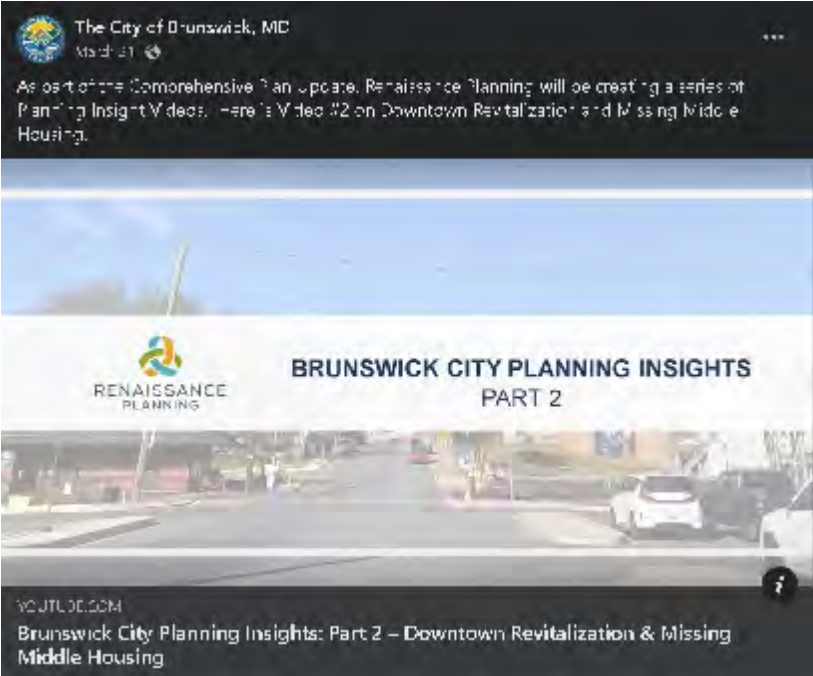 The City of Brunswick, MD
March 21
As part of the Comprehensive Plan Update, Renaissance Planning will be creating a series of
Planning Insight Videos. Here is Video #2 on Downtown Revitalization and Missing Middle
Housing.
RENAISSANCE
PLANNING
BRUNSWICK CITY PLANNING INSIGHTS
PART 2
YOUTUBE.COM
Brunswick City Planning Insights: Part 2 – Downtown Revitalization & Missing
Middle Housing